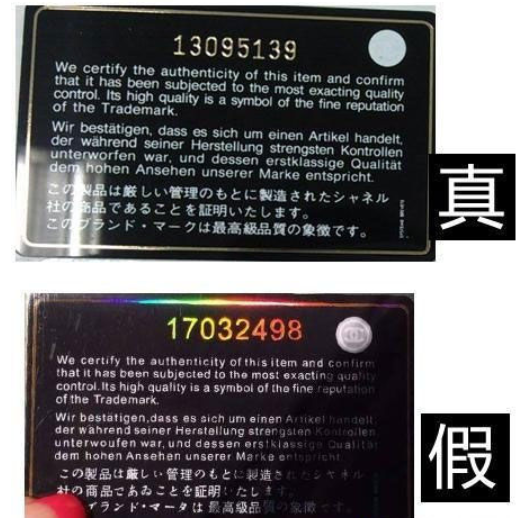 13095139
We certify the authenticity of this item and confirm
that it has been subjected to the most exacting quality
control. Its high quality is a symbol of the fine reputation
of the Trademark.
Wir bestätigen, dass es sich um einen Artikel handelt,
der während seiner Herstellung strengsten Kontrollen
unterworfen war, und dessen erstklassige Qualität
dem hohen Ansehen unserer Marke entspricht.
この製品は厳しい管理のもとに製造されたシャネル
社の商品であることを証明いたします。
このブランド・マークは最高級品質の象徴です。
真
17032498
We certify the authenticity of this item and confirm
that it has been subjected to the most exacting quality
control. Its high quality is a symbol of the fine reputation
of the Trademark.
Wir bestätigen,dass es sich um einen Artikel handelt,
der während seiner Herstellung strengsten Kontrollen
unterwoufen war, und dessen erstklassige Qualität
dem hohen Ansehen unserer Marke entspricht.
この製品は厳しい管理のもとに製造されたシャネル
社の商品であることを証明いたします
ブランド・マータは最高級品質の象徴です。
假